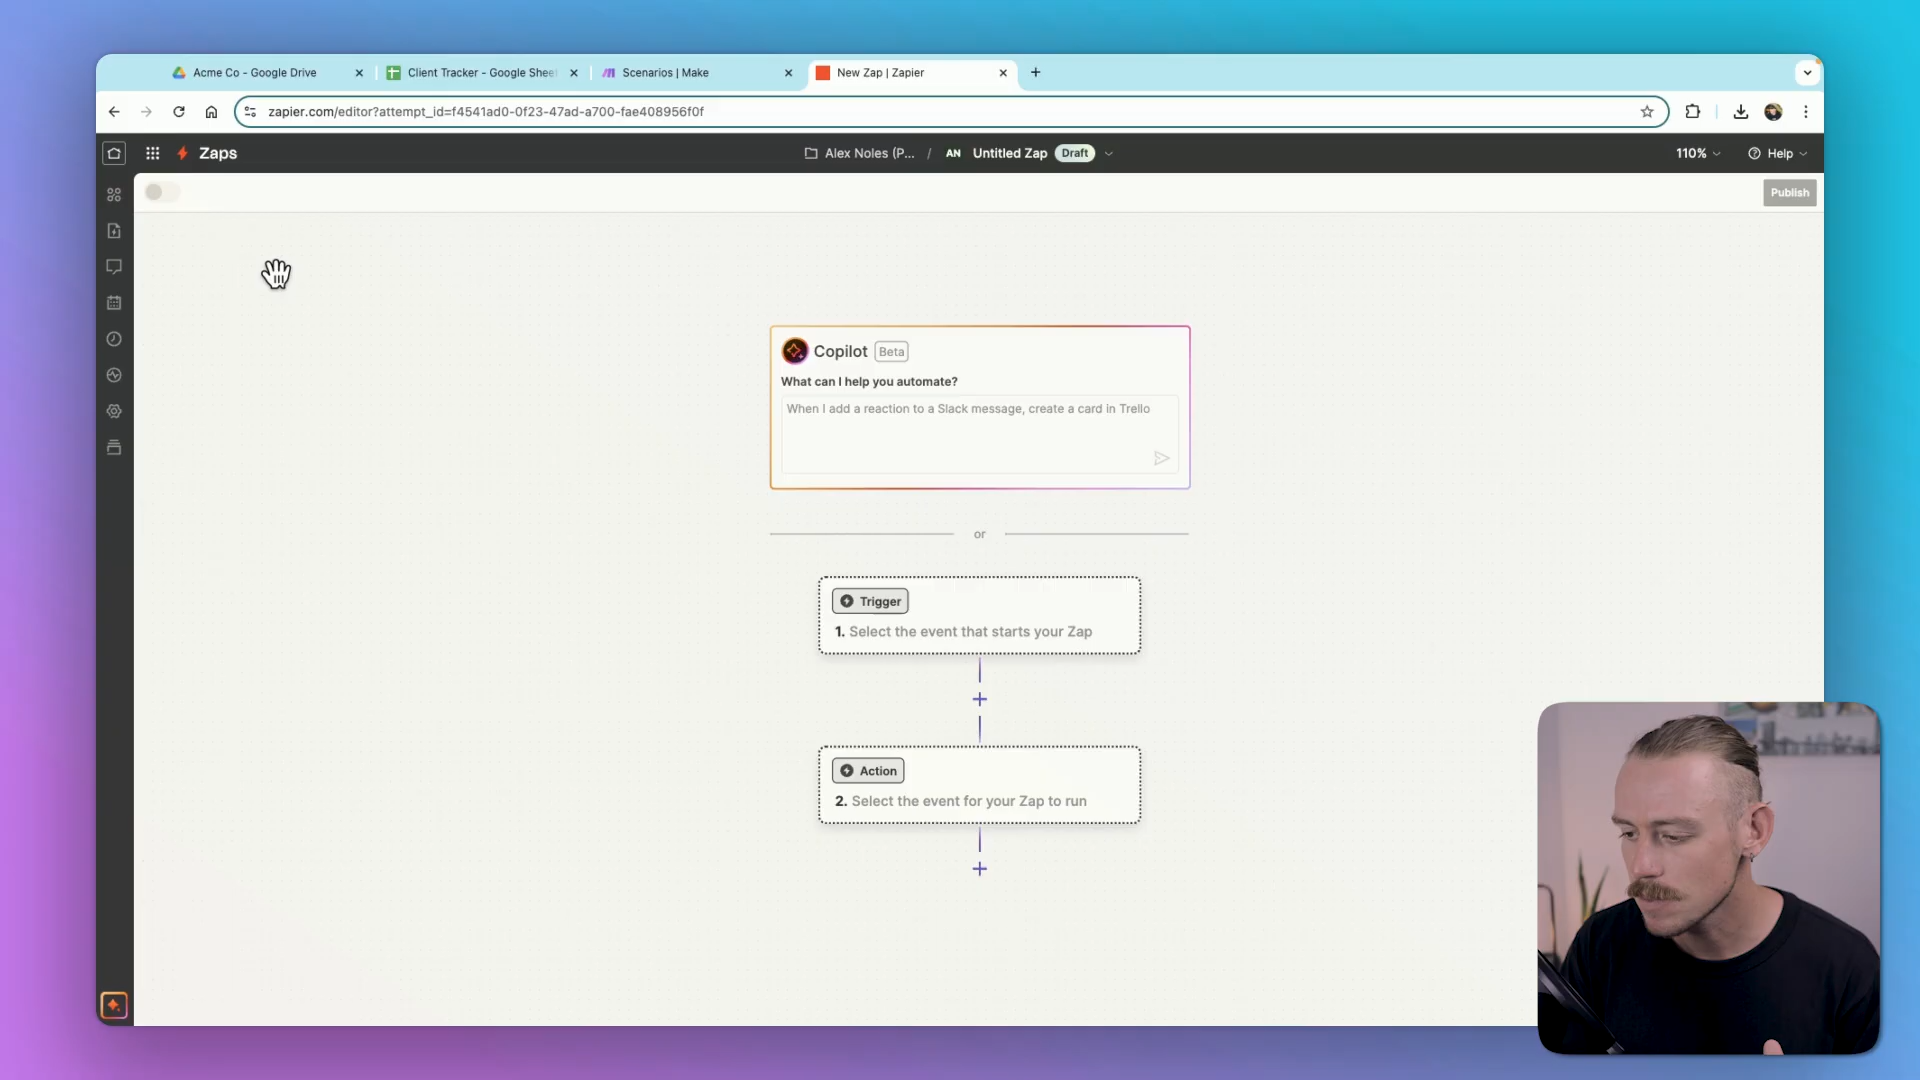 Acme Co - Google Drive
Client Tracker - Google Shee
Scenarios | Make
New Zap | Zapier
zapier.com/editor?attempt_id=f4541ad0-0f23-47ad-a700-fae408956f0f
Zaps
Alex Noles (P... / AN Untitled Zap Draft
110%
Help
Publish
Copilot Beta
What can I help you automate?
When I add a reaction to a Slack message, create a card in Trello
or
Trigger
1. Select the event that starts your Zap
Action
2. Select the event for your Zap to run